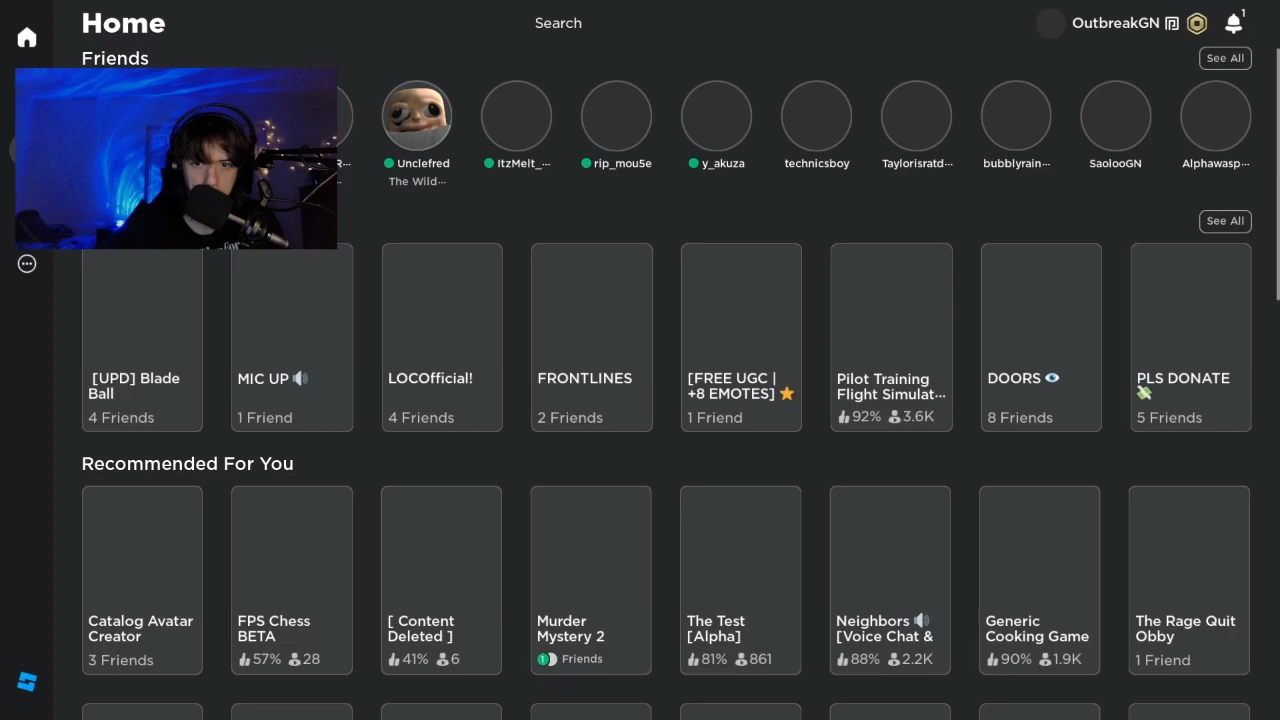 Home
Search
OutbreakGN
1
Friends
See All
R-··
Unclefred
ItzMelt_···
rip_mou5e
y_akuza
technicsboy
Taylorisratd···
bubblyrain···
SaolooGN
Alphawasp···
The Wild···
See All
[UPD] Blade
Ball
4 Friends
MIC UP 🔊
1 Friend
LOCOfficial!
4 Friends
FRONTLINES
2 Friends
[FREE UGC |
+8 EMOTES] ⭐
1 Friend
Pilot Training
Flight Simulat···
92% 3.6K
DOORS 👁️
8 Friends
PLS DONATE
💸
5 Friends
Recommended For You
Catalog Avatar
Creator
3 Friends
FPS Chess
BETA
57% 28
[ Content
Deleted ]
41% 6
Murder
Mystery 2
1 Friends
The Test
[Alpha]
81% 861
Neighbors 🔊
[Voice Chat &
88% 2.2K
Generic
Cooking Game
90% 1.9K
The Rage Quit
Obby
1 Friend